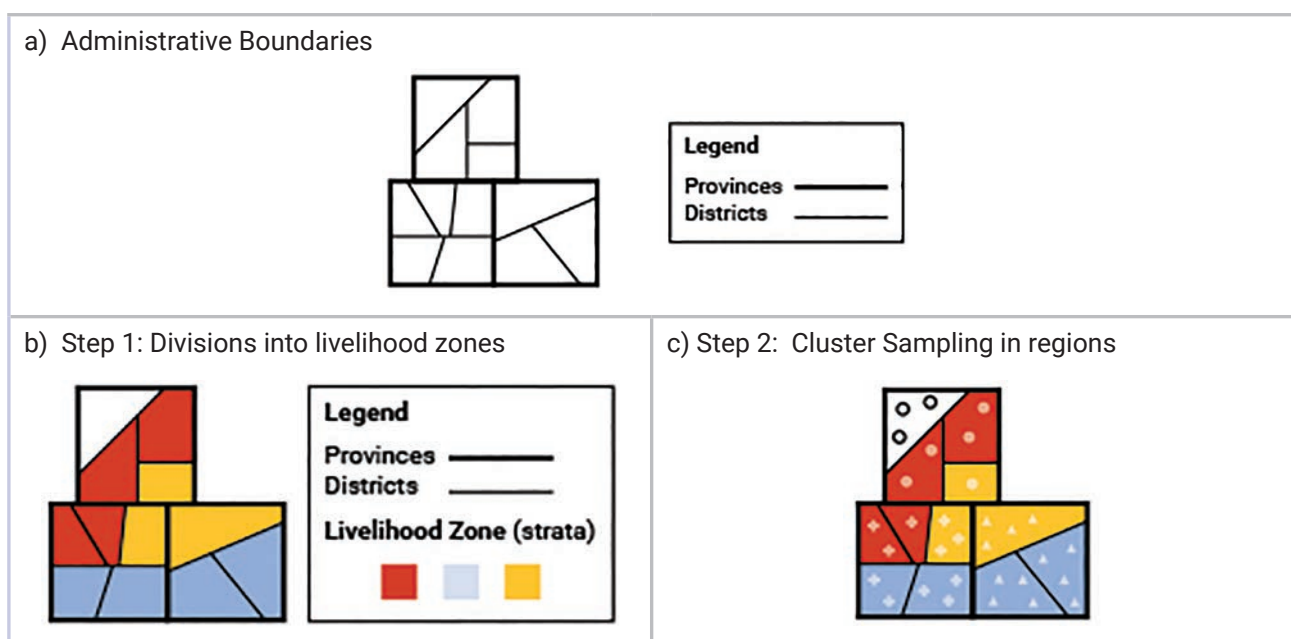 a) Administrative Boundaries
Legend
Provinces
Districts
b) Step 1: Divisions into livelihood zones
Legend
Provinces
Districts
Livelihood Zone (strata)
c) Step 2: Cluster Sampling in regions